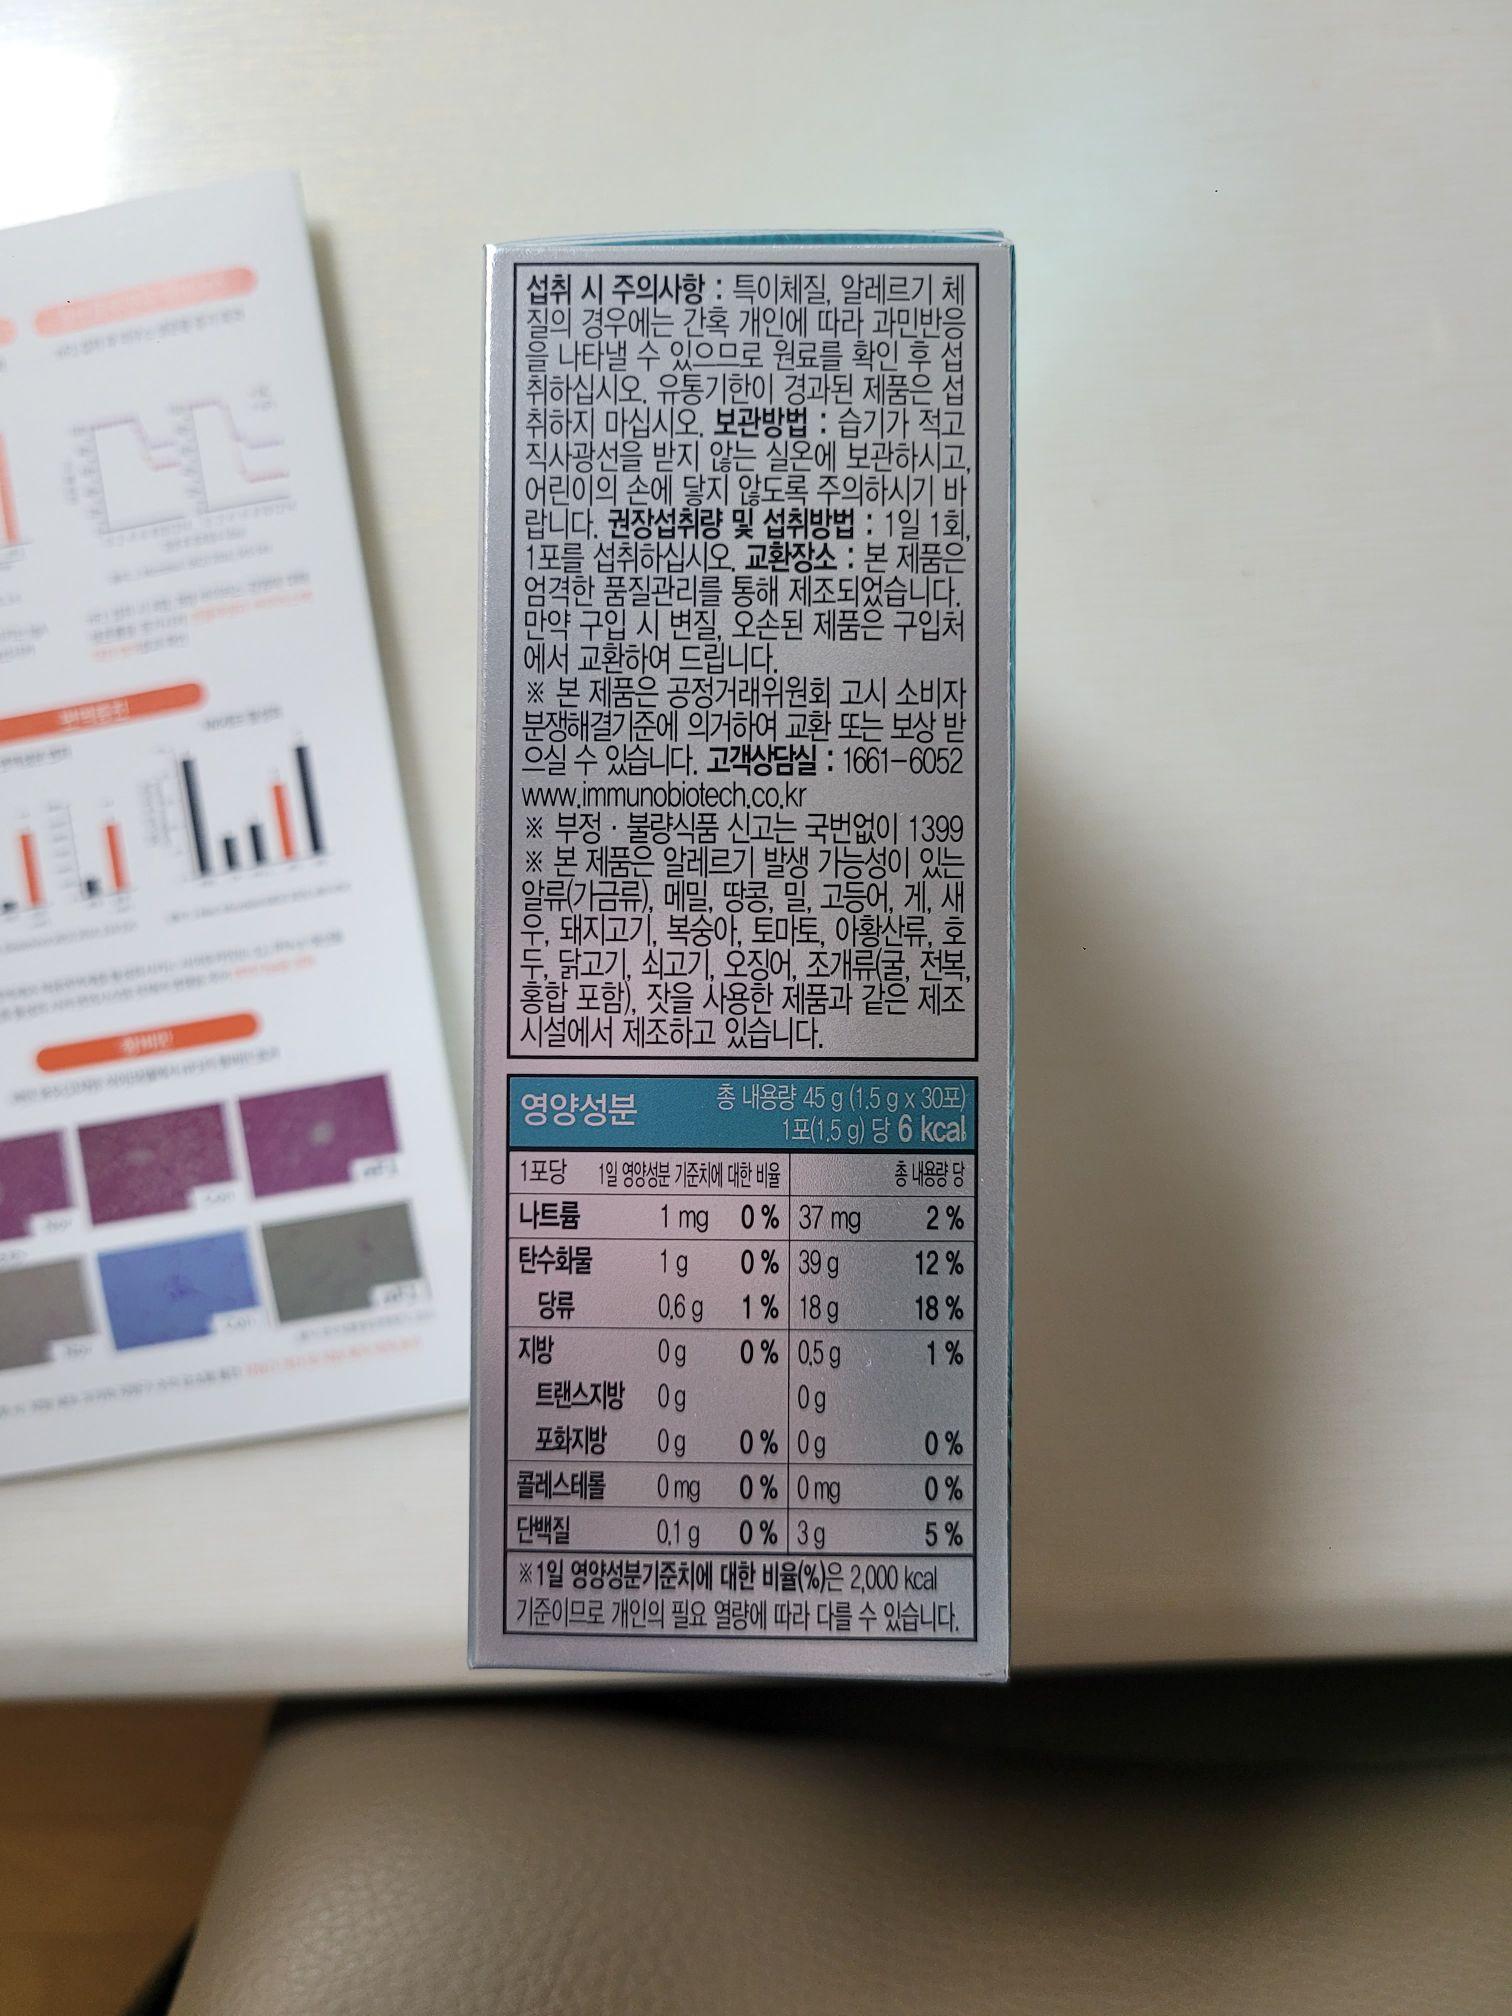 섭취 시 주의사항 : 특이체질, 알레르기 체
질의 경우에는 간혹 개인에 따라 과민반응
을 나타낼 수 있으므로 원료를 확인 후 섭
취하십시오. 유통기한이 경과된 제품은 섭
취하지 마십시오. 보관방법 : 습기가 적고
직사광선을 받지 않는 실온에 보관하시고,
어린이의 손에 닿지 않도록 주의하시기 바
랍니다. 권장섭취량 및 섭취방법 : 1일 1회,
1포를 섭취하십시오. 교환장소 : 본 제품은
엄격한 품질관리를 통해 제조되었습니다.
만약 구입 시 변질, 오손된 제품은 구입처
에서 교환하여 드립니다.
※ 본 제품은 공정거래위원회 고시 소비자
분쟁해결기준에 의거하여 교환 또는 보상 받
으실 수 있습니다. 고객상담실 : 1661-6052
www.immunobiotech.co.kr
※ 부정 · 불량식품 신고는 국번없이 1399
※ 본 제품은 알레르기 발생 가능성이 있는
알류(가금류), 메밀, 땅콩, 밀, 고등어, 게, 새
우, 돼지고기, 복숭아, 토마토, 아황산류, 호
두, 닭고기, 쇠고기, 오징어, 조개류(굴, 전복,
홍합 포함), 잣을 사용한 제품과 같은 제조
시설에서 제조하고 있습니다.
영양성분 총 내용량 45 g (1.5 g x 30포)
1포(1.5 g) 당 6 kcal
1포당 1일 영양성분 기준치에 대한 비율 총 내용량 당
나트륨 1 mg 0 % 37 mg 2 %
탄수화물 1 g 0 % 39 g 12 %
당류 0.6 g 1 % 18 g 18 %
지방 0 g 0 % 0.5 g 1 %
트랜스지방 0 g 0 g
포화지방 0 g 0 % 0 g 0 %
콜레스테롤 0 mg 0 % 0 mg 0 %
단백질 0.1 g 0 % 3 g 5 %
※1일 영양성분기준치에 대한 비율(%)은 2,000 kcal
기준이므로 개인의 필요 열량에 따라 다를 수 있습니다.